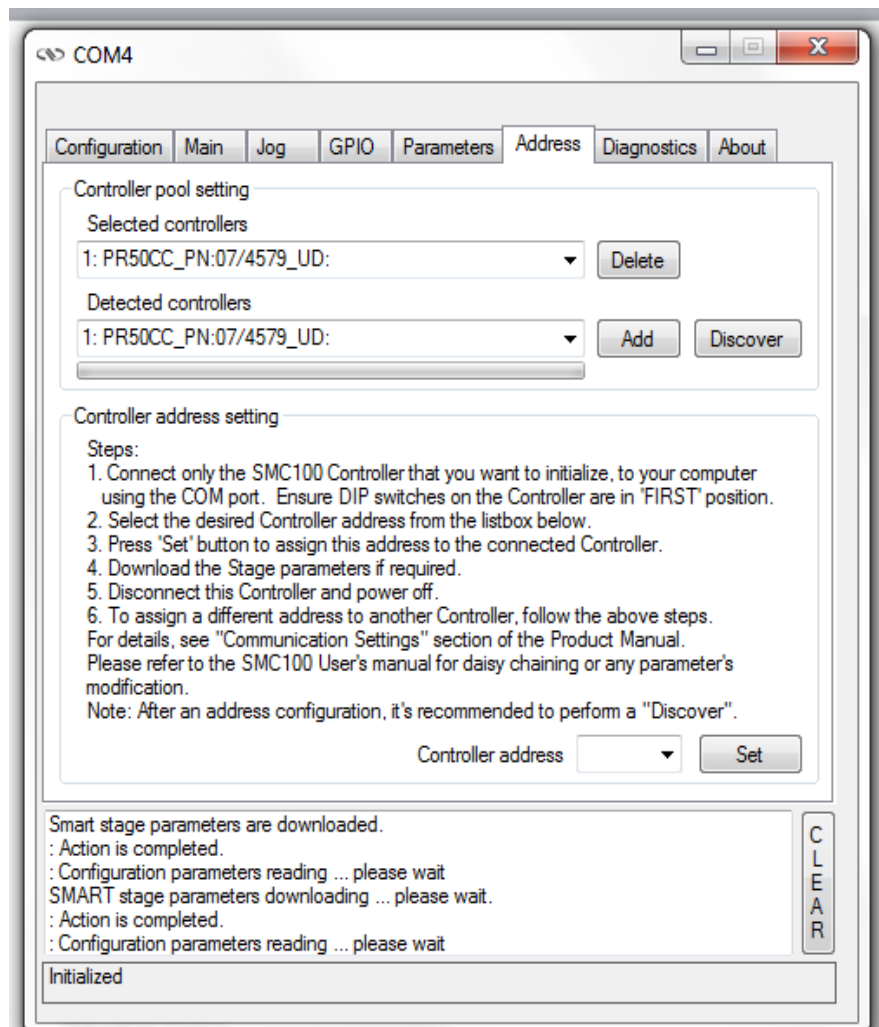 COM4
Configuration Main Jog GPIO Parameters Address Diagnostics About
Controller pool setting
Selected controllers
1: PR50CC_PN:07/4579_UD: Delete
Detected controllers
1: PR50CC_PN:07/4579_UD: Add Discover
Controller address setting
Steps:
1. Connect only the SMC100 Controller that you want to initialize, to your computer
using the COM port. Ensure DIP switches on the Controller are in 'FIRST' position.
2. Select the desired Controller address from the listbox below.
3. Press 'Set' button to assign this address to the connected Controller.
4. Download the Stage parameters if required.
5. Disconnect this Controller and power off.
6. To assign a different address to another Controller, follow the above steps.
For details, see "Communication Settings" section of the Product Manual.
Please refer to the SMC100 User's manual for daisy chaining or any parameter's
modification.
Note: After an address configuration, it's recommended to perform a "Discover".
Controller address Set
Smart stage parameters are downloaded.
: Action is completed.
: Configuration parameters reading ... please wait
SMART stage parameters downloading ... please wait.
: Action is completed.
: Configuration parameters reading ... please wait
CLEAR
Initialized